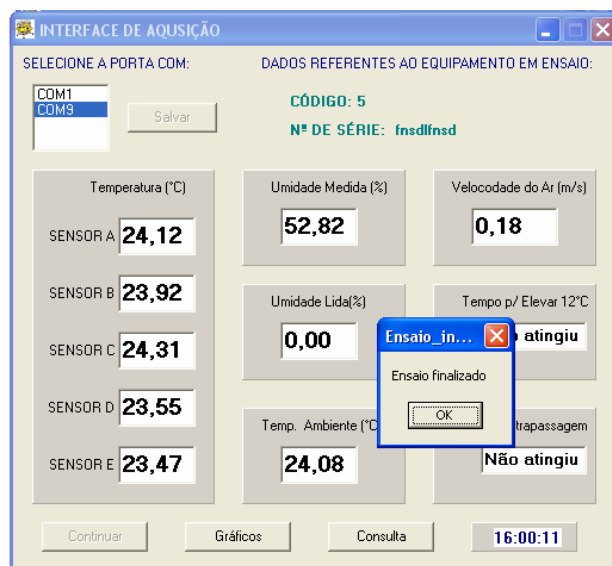 INTERFACE DE AQUSIÇÃO
SELECIONE A PORTA COM:
DADOS REFERENTES AO EQUIPAMENTO EM ENSAIO:
COM1
COM9
Salvar
CÓDIGO: 5
Nª DE SÉRIE: fnsdlfnsd
Temperatura (°C)
SENSOR A 24,12
SENSOR B 23,92
SENSOR C 24,31
SENSOR D 23,55
SENSOR E 23,47
Umidade Medida (%)
52,82
Velocodade do Ar (m/s)
0,18
Umidade Lida(%)
0,00
Tempo p/ Elevar 12°C
atingiu
Ensaio_in...
Ensaio finalizado
OK
Temp. Ambiente (°C
24,08
trapassagem
Não atingiu
Continuar
Gráficos
Consulta
16:00:11